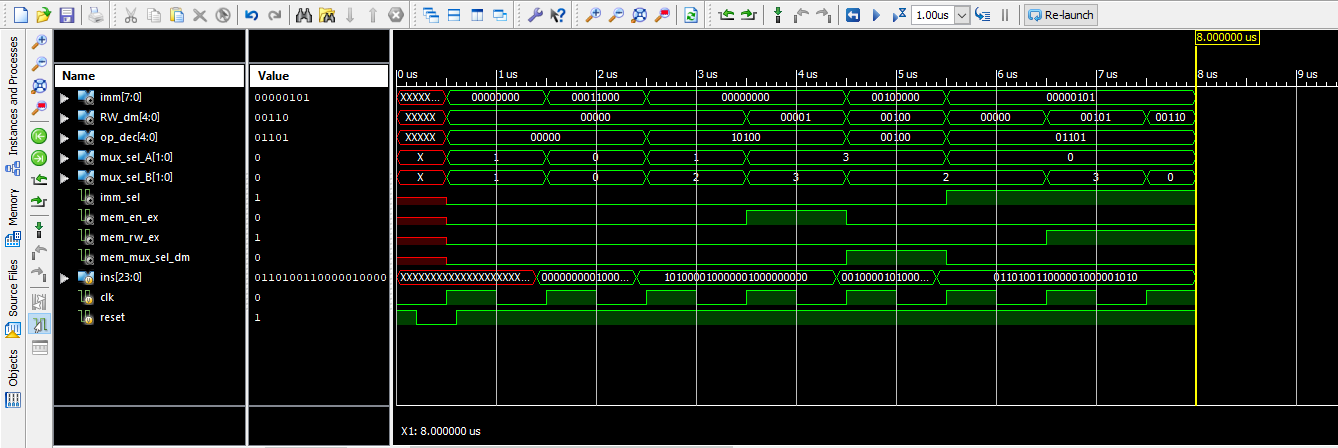 1.00us Re-launch
8.000000 us
Instances and Processes
Memory
Source Files
Objects
Name Value
0 us 1 us 2 us 3 us 4 us 5 us 6 us 7 us 8 us 9 us
imm[7:0] 00000101 XXXXX... 00000000 00011000 00000000 00100000 00000101
RW_dm[4:0] 00110 XXXXX 00000 00001 00100 00000 00101 00110
op_dec[4:0] 01101 XXXXX 00000 10100 00100 01101
mux_sel_A[1:0] 0 X 1 0 1 3 0
mux_sel_B[1:0] 0 X 1 0 2 3 2 3 0
imm_sel 1
mem_en_ex 0
mem_rw_ex 1
mem_mux_sel_dm 0
ins[23:0] 0110100110000010000 XXXXXXXXXXXXXXXXXXXX... 0000000001000... 101000010000001000000000 0010000101000... 011010011000001000001010
clk 0
reset 1
X1: 8.000000 us